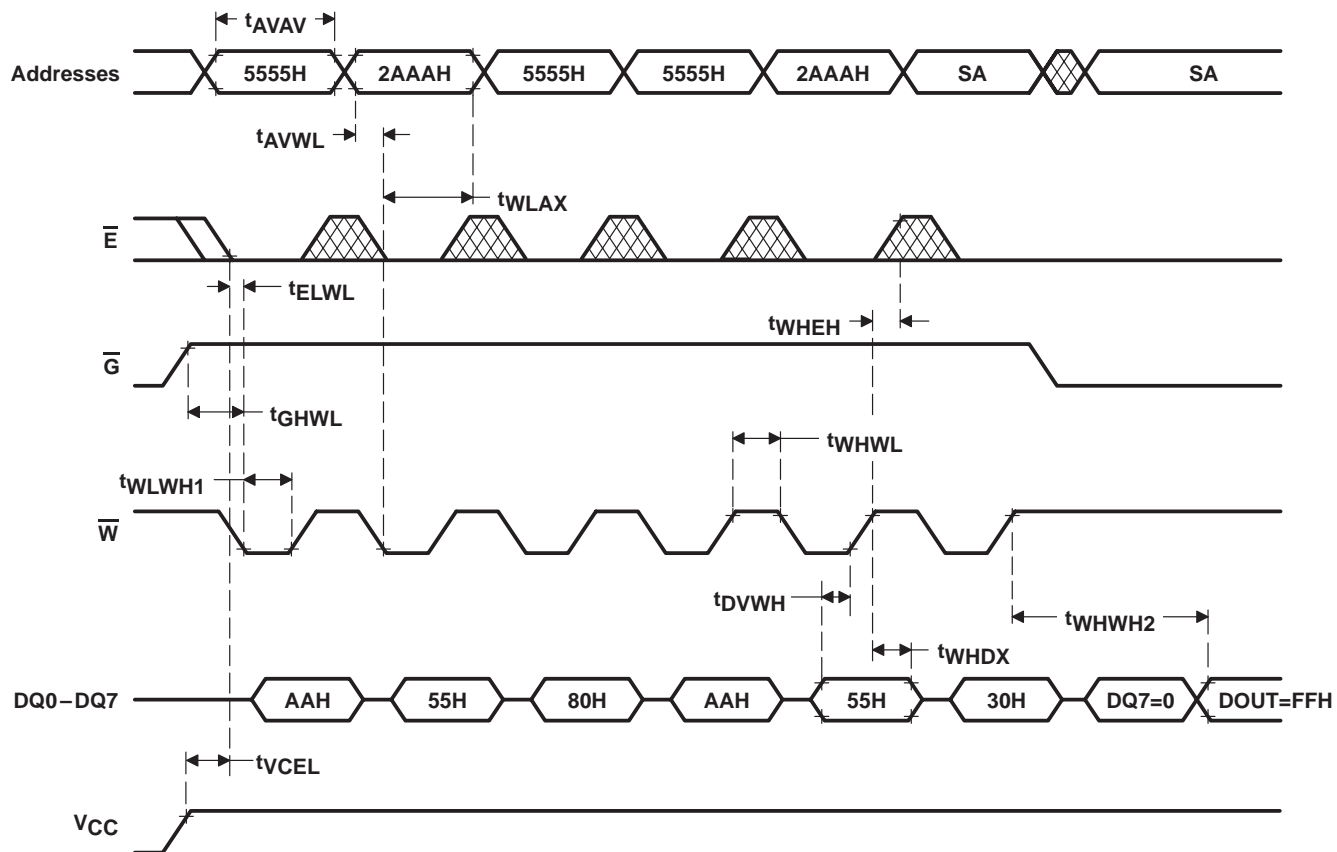 tAVAV
Addresses 5555H 2AAAH 5555H 5555H 2AAAH SA SA
tAVWL
tWLAX
E̅
tELWL
tWHEH
G̅
tGHWL
tWHWL
tWLWH1
W̅
tDVWH
tWHWH2
tWHDX
DQ0–DQ7 AAH 55H 80H AAH 55H 30H DQ7=0 DOUT=FFH
tVCEL
VCC